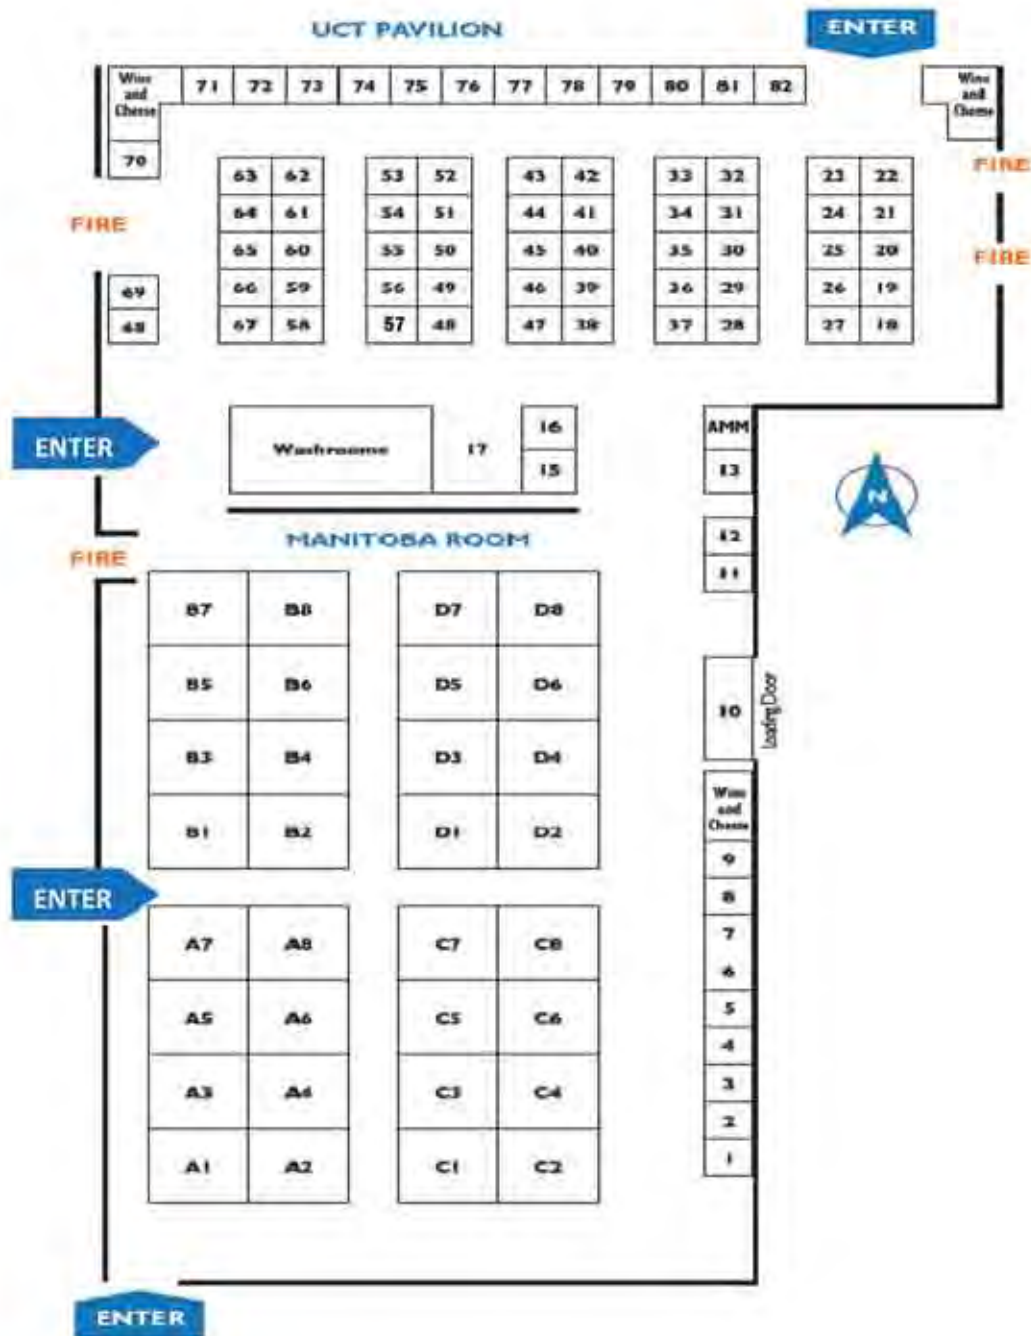 UCT PAVILION
ENTER
Wine and Cheese
71 72 73 74 75 76 77 78 79 80 81 82
Wine and Cheese
70
FIRE
63 62 53 52 43 42 33 32 23 22
64 61 54 51 44 41 34 31 24 21
FIRE
65 60 55 50 45 40 35 30 25 20
FIRE
69 66 59 56 49 46 39 36 29 26 19
68 67 58 57 48 47 38 37 28 27 18
ENTER
Washrooms
17
16
15
AMM
13
N
MANITOBA ROOM
12
11
FIRE
B7 B8 D7 D8
B5 B6 D5 D6
10
Loading Door
B3 B4 D3 D4
B1 B2 D1 D2
Wine and Cheese
9
8
7
6
5
4
3
2
1
ENTER
A7 A8 C7 C8
A5 A6 C5 C6
A3 A4 C3 C4
A1 A2 C1 C2
ENTER